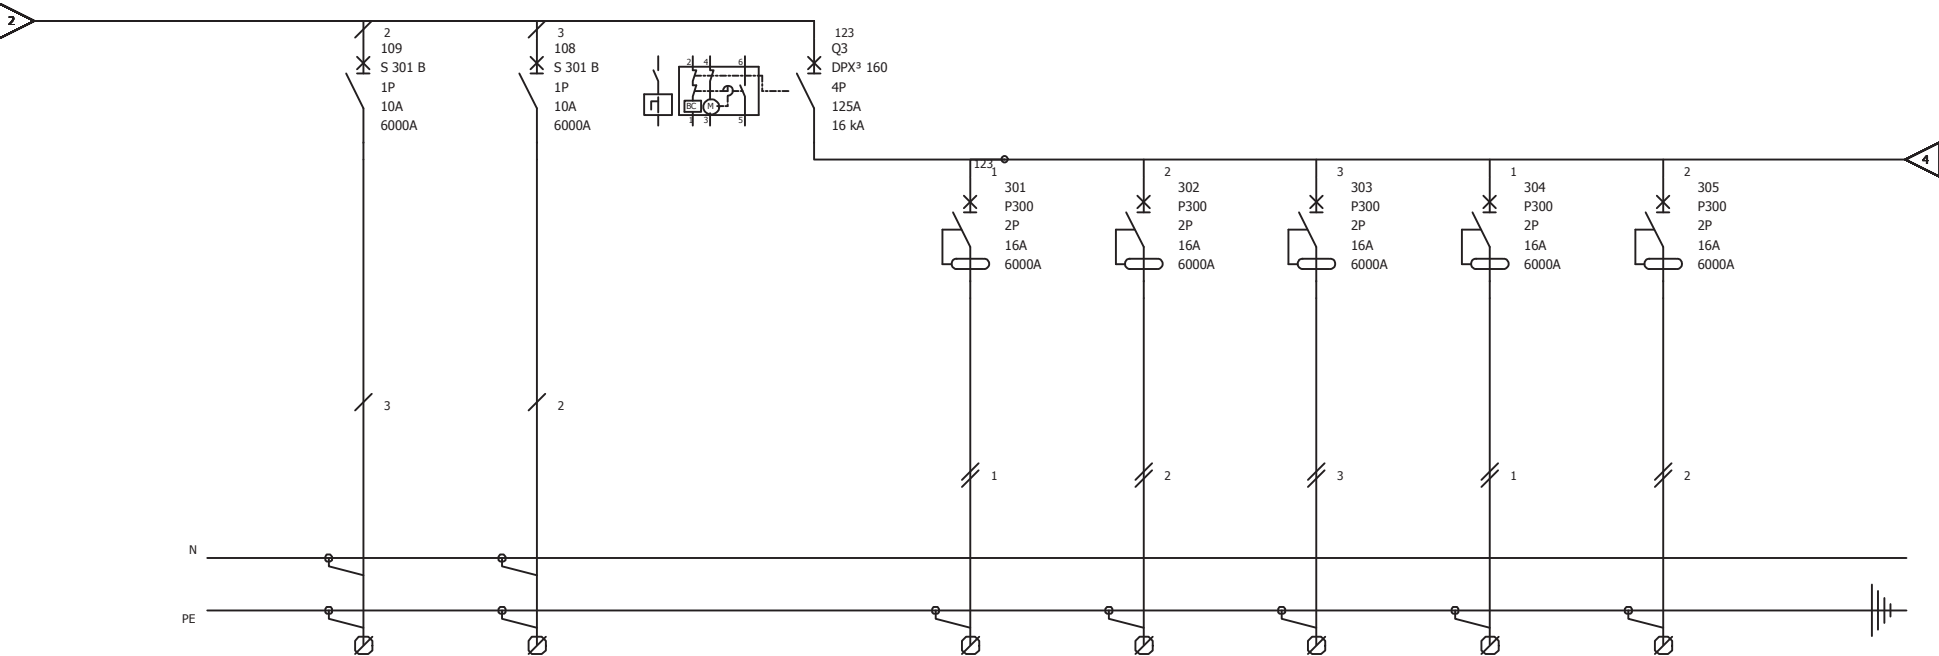 2
2
109
S 301 B
1P
10A
6000A
3
108
S 301 B
1P
10A
6000A
2 4 6
BC M
1 3 5
123
Q3
DPX³ 160
4P
125A
16 kA
4
123
1
301
P300
2P
16A
6000A
2
302
P300
2P
16A
6000A
3
303
P300
2P
16A
6000A
1
304
P300
2P
16A
6000A
2
305
P300
2P
16A
6000A
3
2
1
2
3
1
2
N
PE